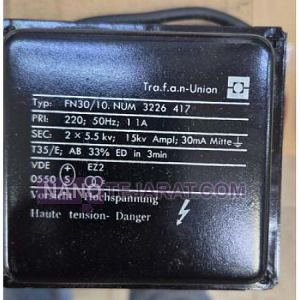 Tra.f.a.n-Union
Typ: FN30/10. NUM 3226 417
PRI: 220; 50Hz; 1 1A
SEC: 2 x 5.5 kv; 15kv Ampl; 30mA Mitte
T35/E; AB 33% ED in 3min
VDE EZ2
0550 S
NAMATEJARAT.COM
Vorsicht Hochspannung
Haute tension- Danger